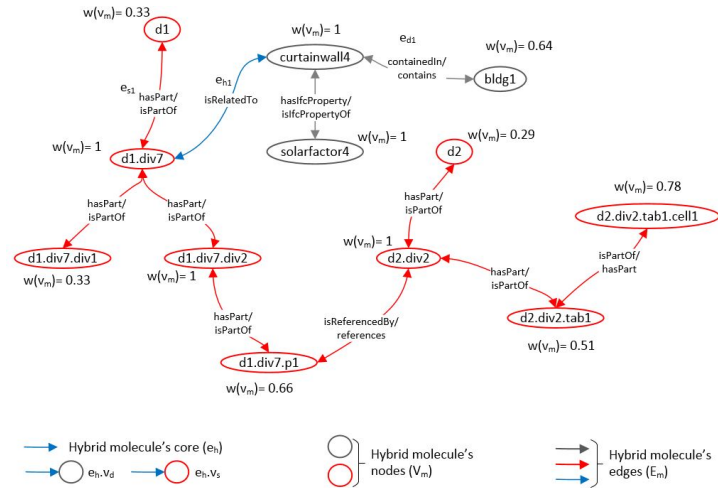 w(vm) = 0.33
d1
w(vm) = 1
curtainwall4
ed1
containedIn/
contains
w(vm) = 0.64
bldg1
es1
hasPart/
isPartOf
eh1
isRelatedTo
hasIfcProperty/
isIfcPropertyOf
w(vm) = 1
solarfactor4
w(vm) = 1
d1.div7
w(vm) = 0.29
d2
hasPart/
isPartOf
hasPart/
isPartOf
hasPart/
isPartOf
w(vm) = 0.78
d2.div2.tab1.cell1
d1.div7.div1
w(vm) = 0.33
d1.div7.div2
w(vm) = 1
w(vm) = 1
d2.div2
hasPart/
isPartOf
isPartOf/
hasPart
d2.div2.tab1
w(vm) = 0.51
hasPart/
isPartOf
isReferencedBy/
references
d1.div7.p1
w(vm) = 0.66
Hybrid molecule's core (eh)
eh.vd
eh.vs
Hybrid molecule's
nodes (Vm)
Hybrid molecule's
edges (Em)